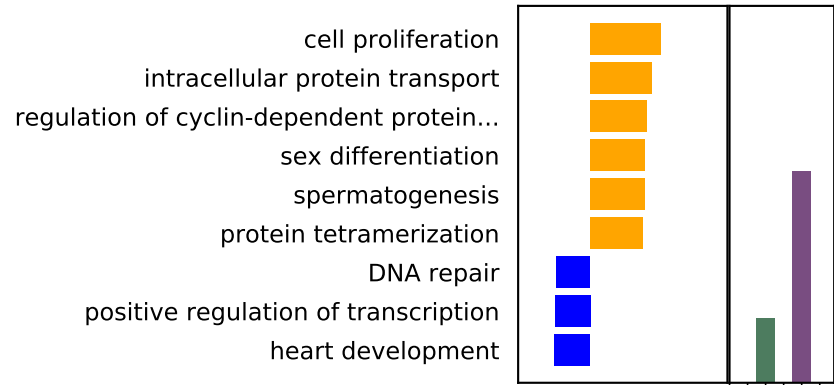 cell proliferation
intracellular protein transport
regulation of cyclin-dependent protein...
sex differentiation
spermatogenesis
protein tetramerization
DNA repair
positive regulation of transcription
heart development